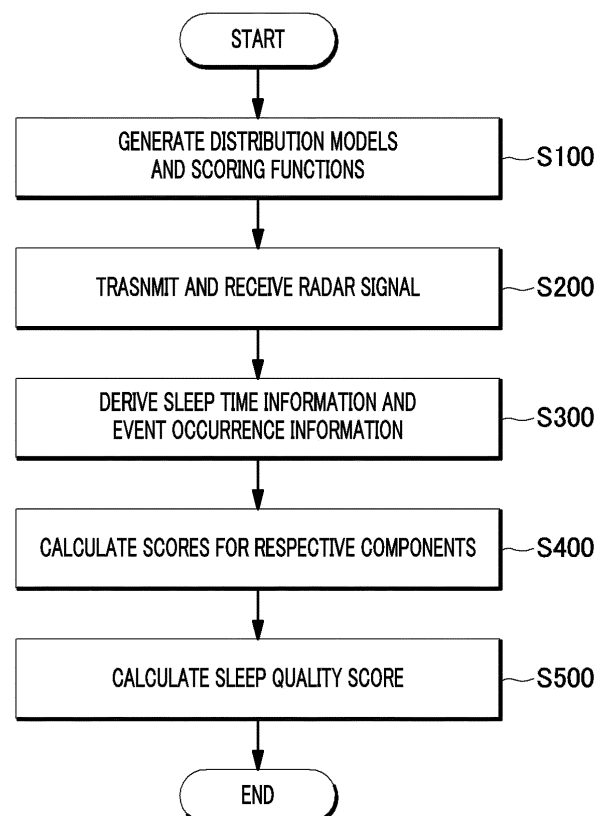 START
GENERATE DISTRIBUTION MODELS
AND SCORING FUNCTIONS
S100
TRASNMIT AND RECEIVE RADAR SIGNAL
S200
DERIVE SLEEP TIME INFORMATION AND
EVENT OCCURRENCE INFORMATION
S300
CALCULATE SCORES FOR RESPECTIVE COMPONENTS
S400
CALCULATE SLEEP QUALITY SCORE
S500
END